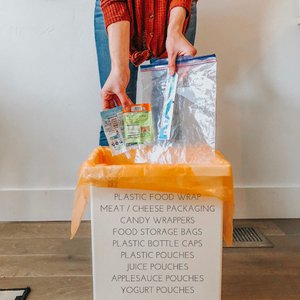 PLASTIC FOOD WRAP
MEAT / CHEESE PACKAGING
CANDY WRAPPERS
FOOD STORAGE BAGS
PLASTIC BOTTLE CAPS
PLASTIC POUCHES
JUICE POUCHES
APPLESAUCE POUCHES
YOGURT POUCHES